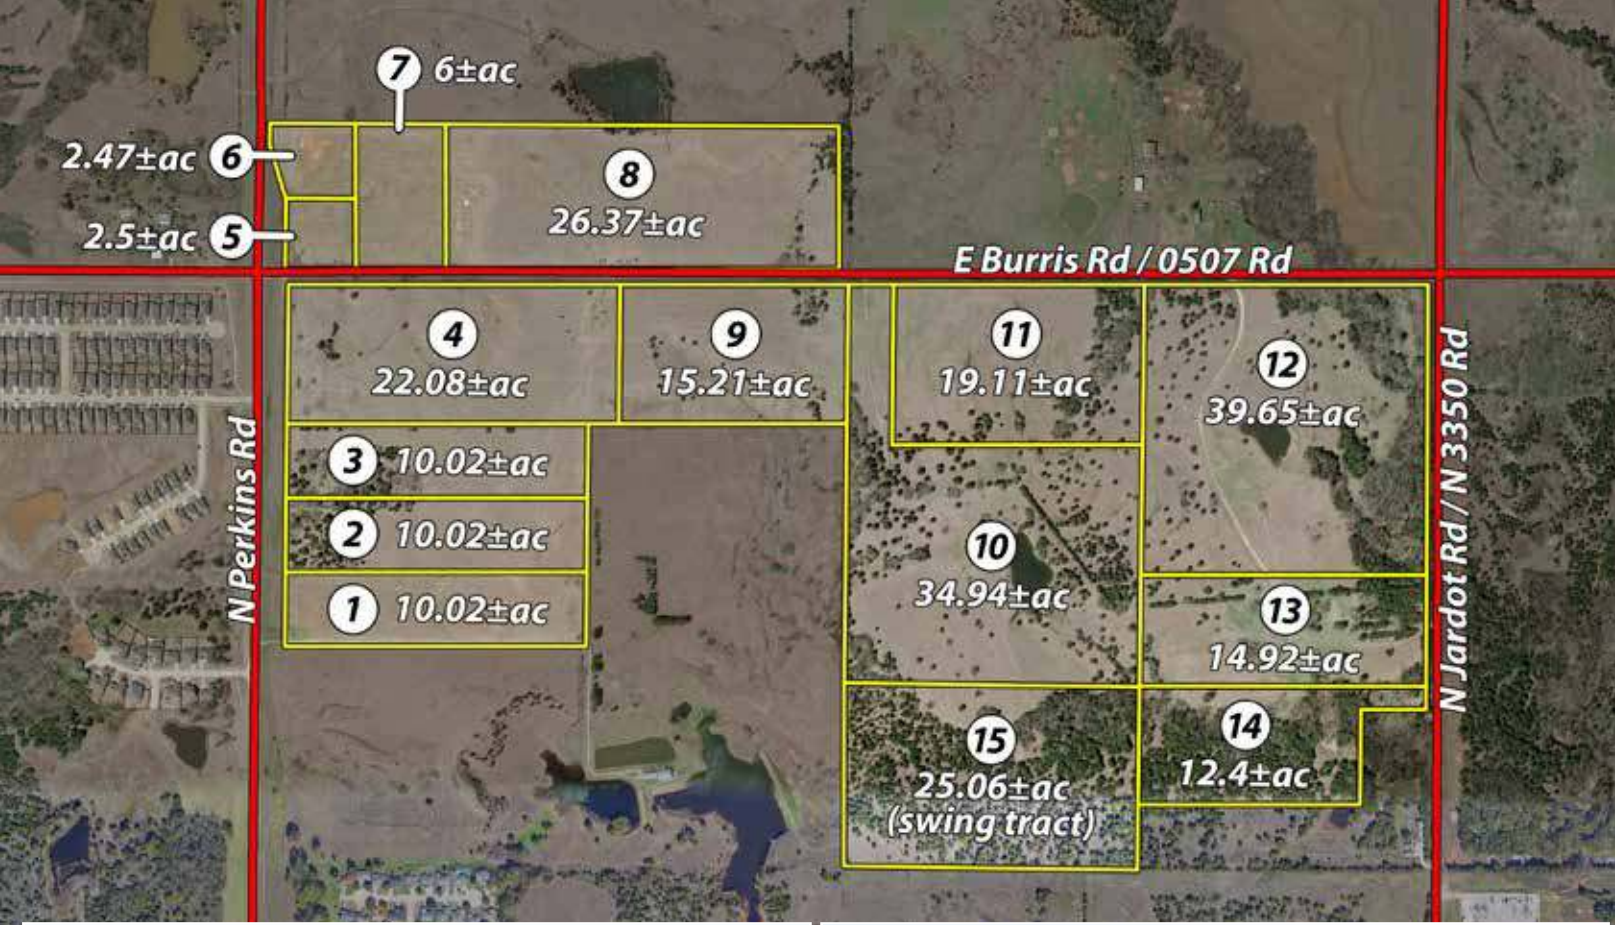 7 6±ac
2.47±ac 6
8
26.37±ac
2.5±ac 5
E Burris Rd / 0507 Rd
4
22.08±ac
9
15.21±ac
11
19.11±ac
12
39.65±ac
3 10.02±ac
2 10.02±ac
1 10.02±ac
10
34.94±ac
13
14.92±ac
14
12.4±ac
15
25.06±ac
(swing tract)
N Perkins Rd
N Jardot Rd / N 3350 Rd